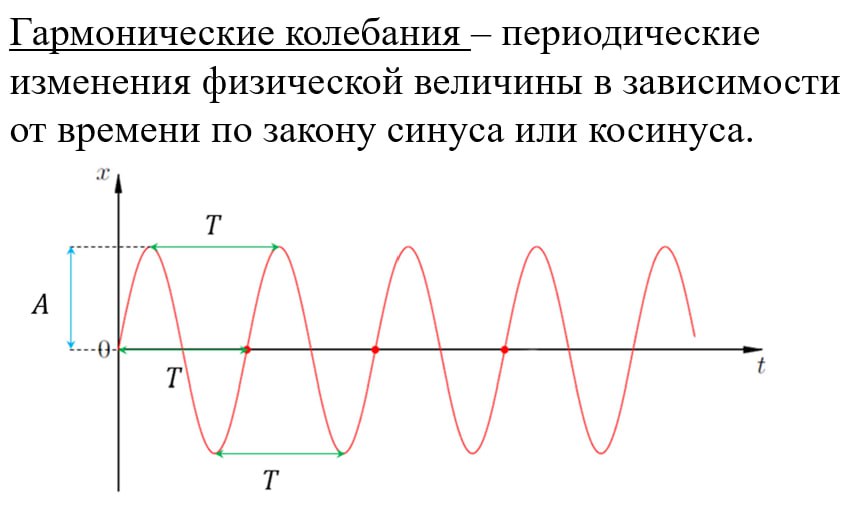 Гармонические колебания – периодические
изменения физической величины в зависимости
от времени по закону синуса или косинуса.
x
T
A
0
T
t
T